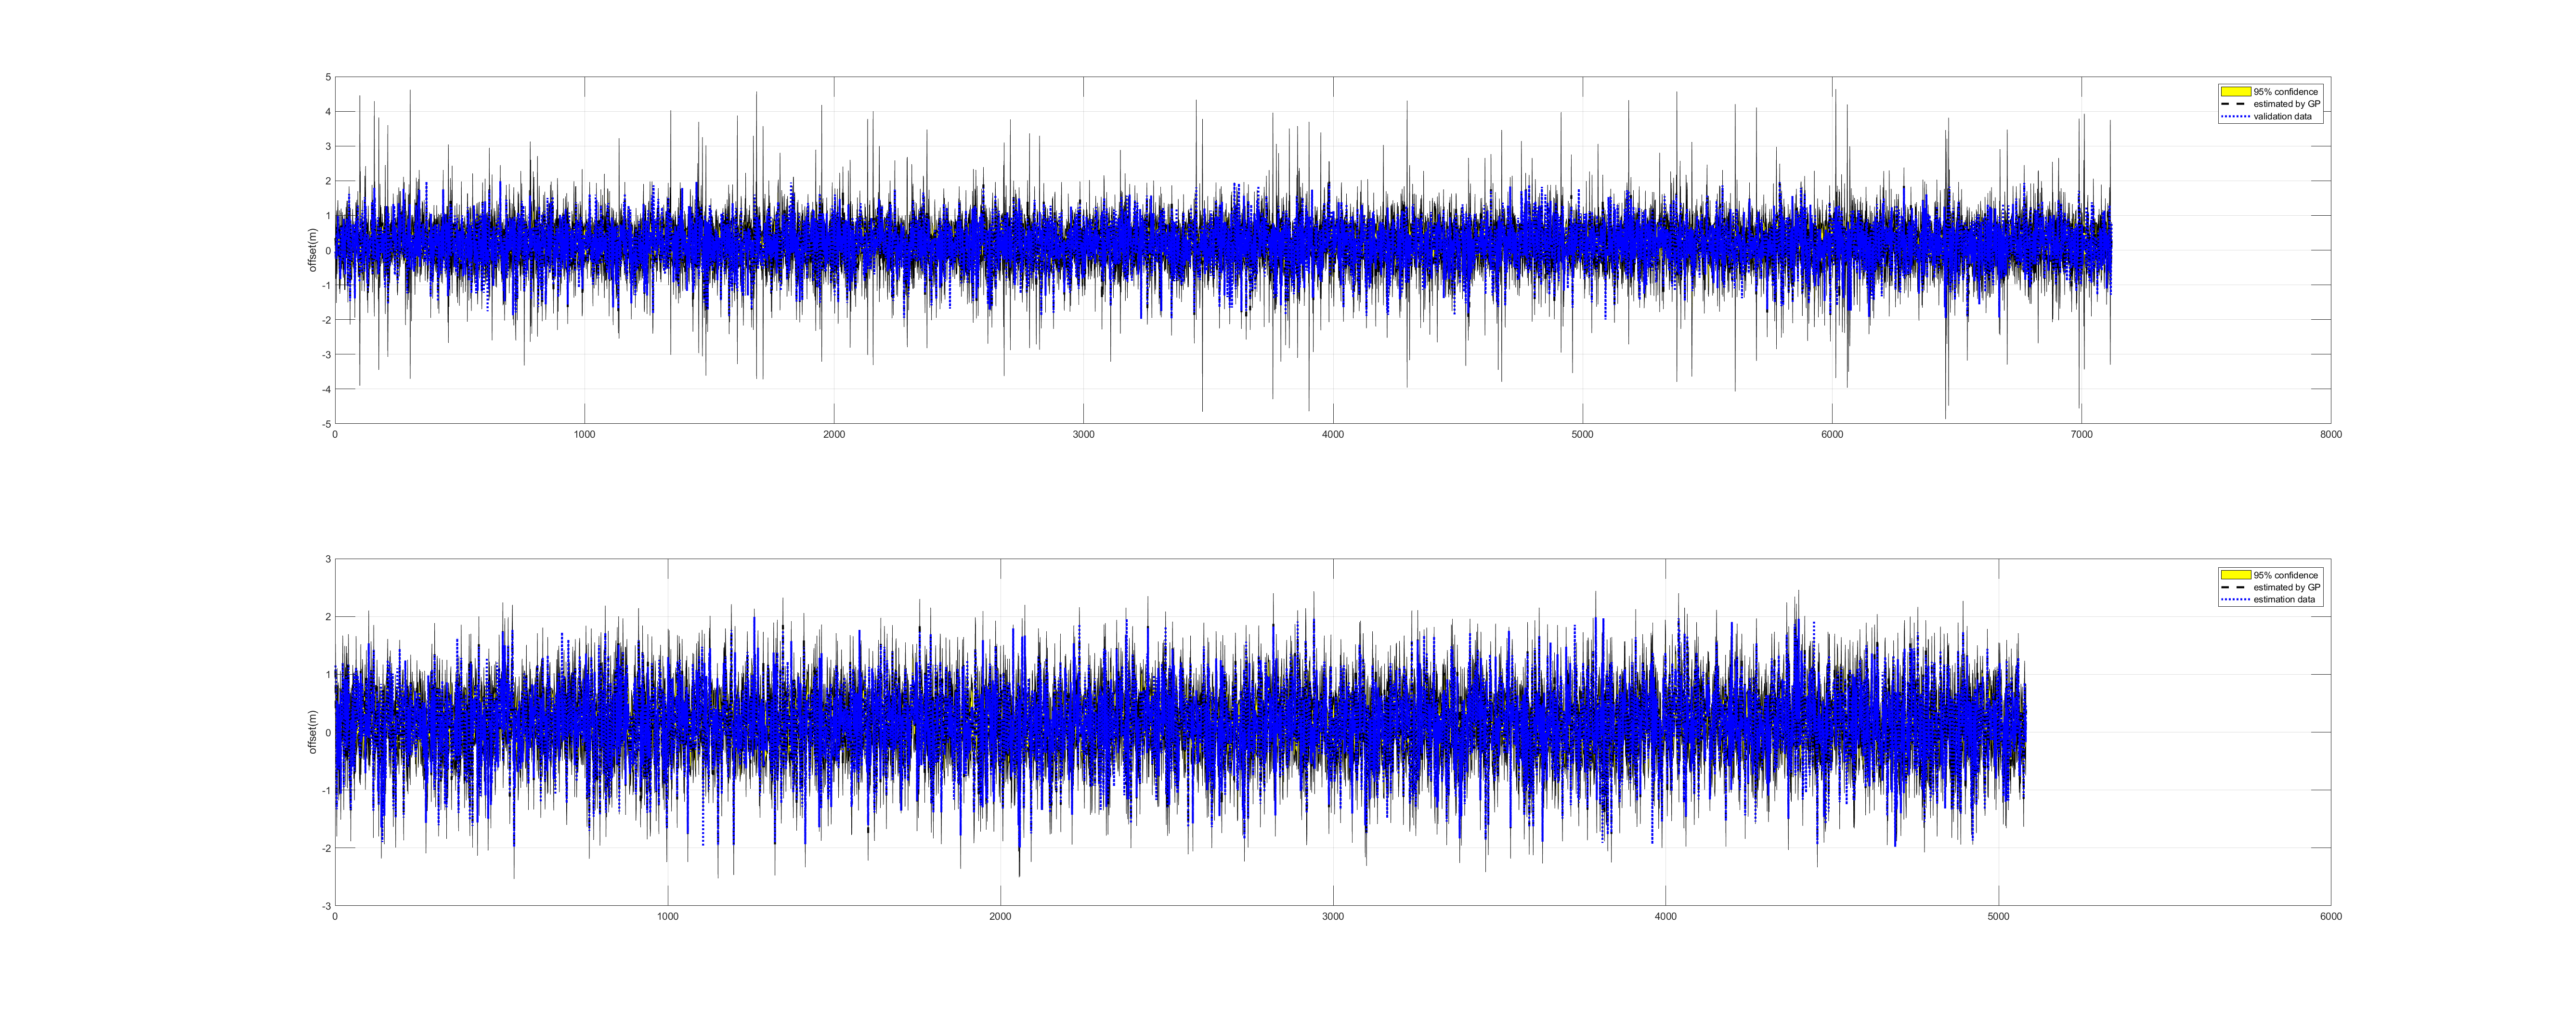 5
4
3
2
1
0
-1
-2
-3
-4
-5
offset(m)
0 1000 2000 3000 4000 5000 6000 7000 8000
95% confidence
estimated by GP
validation data
3
2
1
0
-1
-2
-3
offset(m)
0 1000 2000 3000 4000 5000 6000
95% confidence
estimated by GP
estimation data